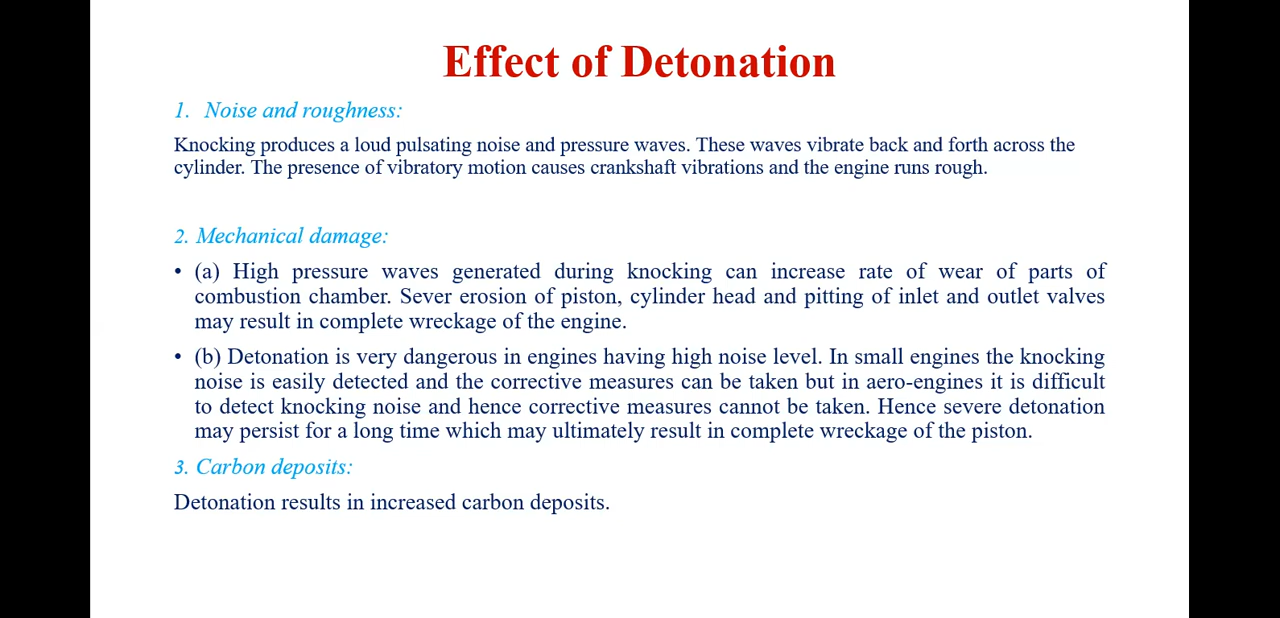 Effect of Detonation
1. Noise and roughness:
Knocking produces a loud pulsating noise and pressure waves. These waves vibrate back and forth across the
cylinder. The presence of vibratory motion causes crankshaft vibrations and the engine runs rough.
2. Mechanical damage:
• (a) High pressure waves generated during knocking can increase rate of wear of parts of
combustion chamber. Sever erosion of piston, cylinder head and pitting of inlet and outlet valves
may result in complete wreckage of the engine.
• (b) Detonation is very dangerous in engines having high noise level. In small engines the knocking
noise is easily detected and the corrective measures can be taken but in aero-engines it is difficult
to detect knocking noise and hence corrective measures cannot be taken. Hence severe detonation
may persist for a long time which may ultimately result in complete wreckage of the piston.
3. Carbon deposits:
Detonation results in increased carbon deposits.